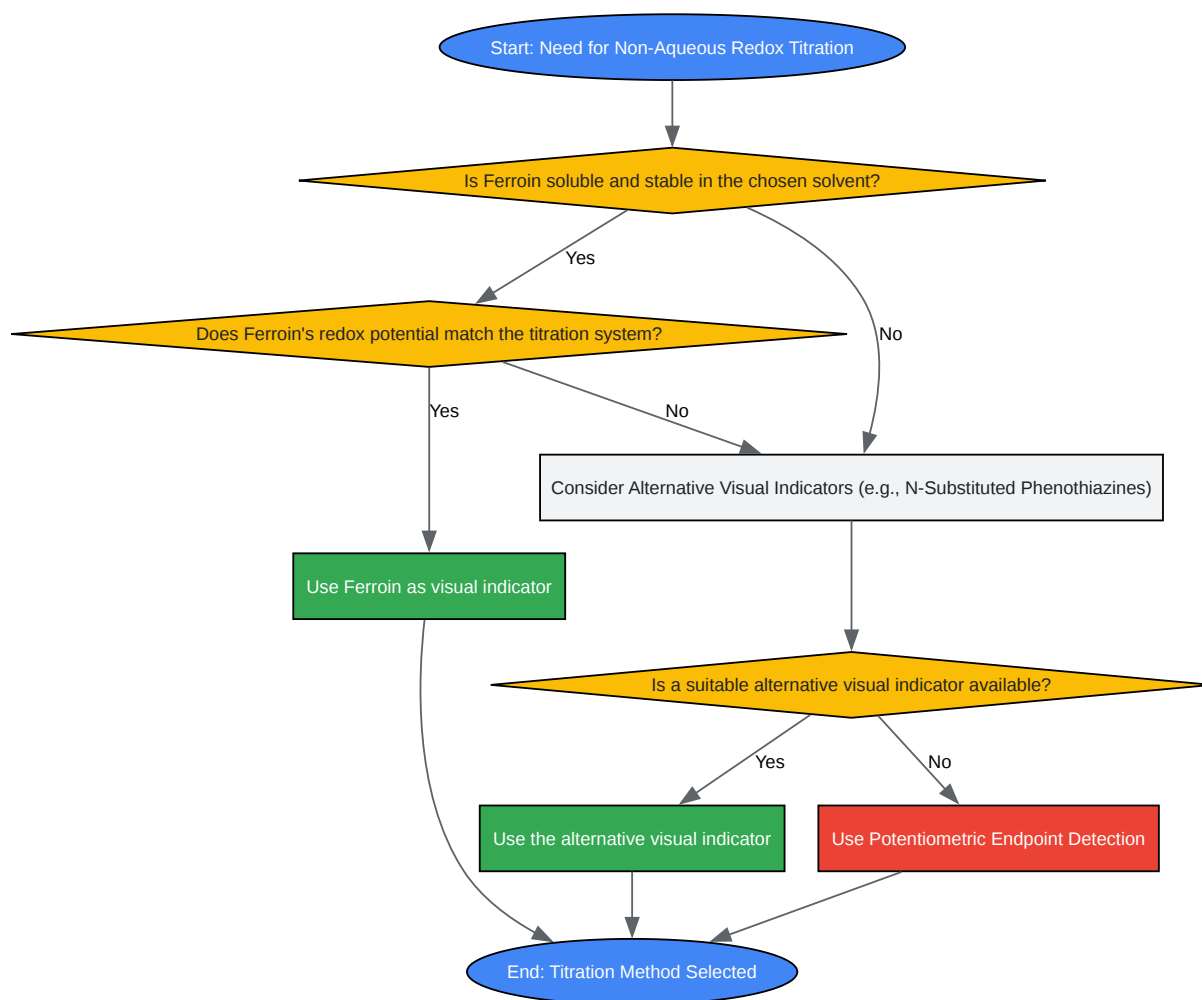 Start: Need for Non-Aqueous Redox Titration
Is Ferroin soluble and stable in the chosen solvent?
Yes
Does Ferroin's redox potential match the titration system?
No
Yes
No
Consider Alternative Visual Indicators (e.g., N-Substituted Phenothiazines)
Use Ferroin as visual indicator
Is a suitable alternative visual indicator available?
Yes
No
Use the alternative visual indicator
Use Potentiometric Endpoint Detection
End: Titration Method Selected